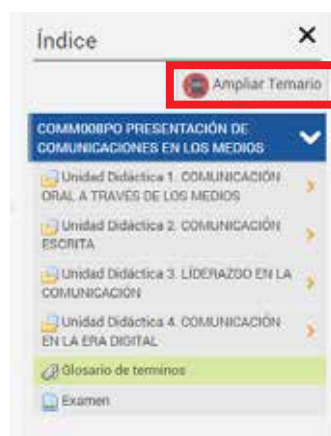 Índice
Ampliar Temario
COMM008PO PRESENTACIÓN DE
COMUNICACIONES EN LOS MEDIOS
Unidad Didáctica 1. COMUNICACIÓN
ORAL A TRAVÉS DE LOS MEDIOS
Unidad Didáctica 2. COMUNICACIÓN
ESCRITA
Unidad Didáctica 3. LIDERAZGO EN LA
COMUNICACIÓN
Unidad Didáctica 4. COMUNICACIÓN
EN LA ERA DIGITAL
Glosario de terminos
Examen